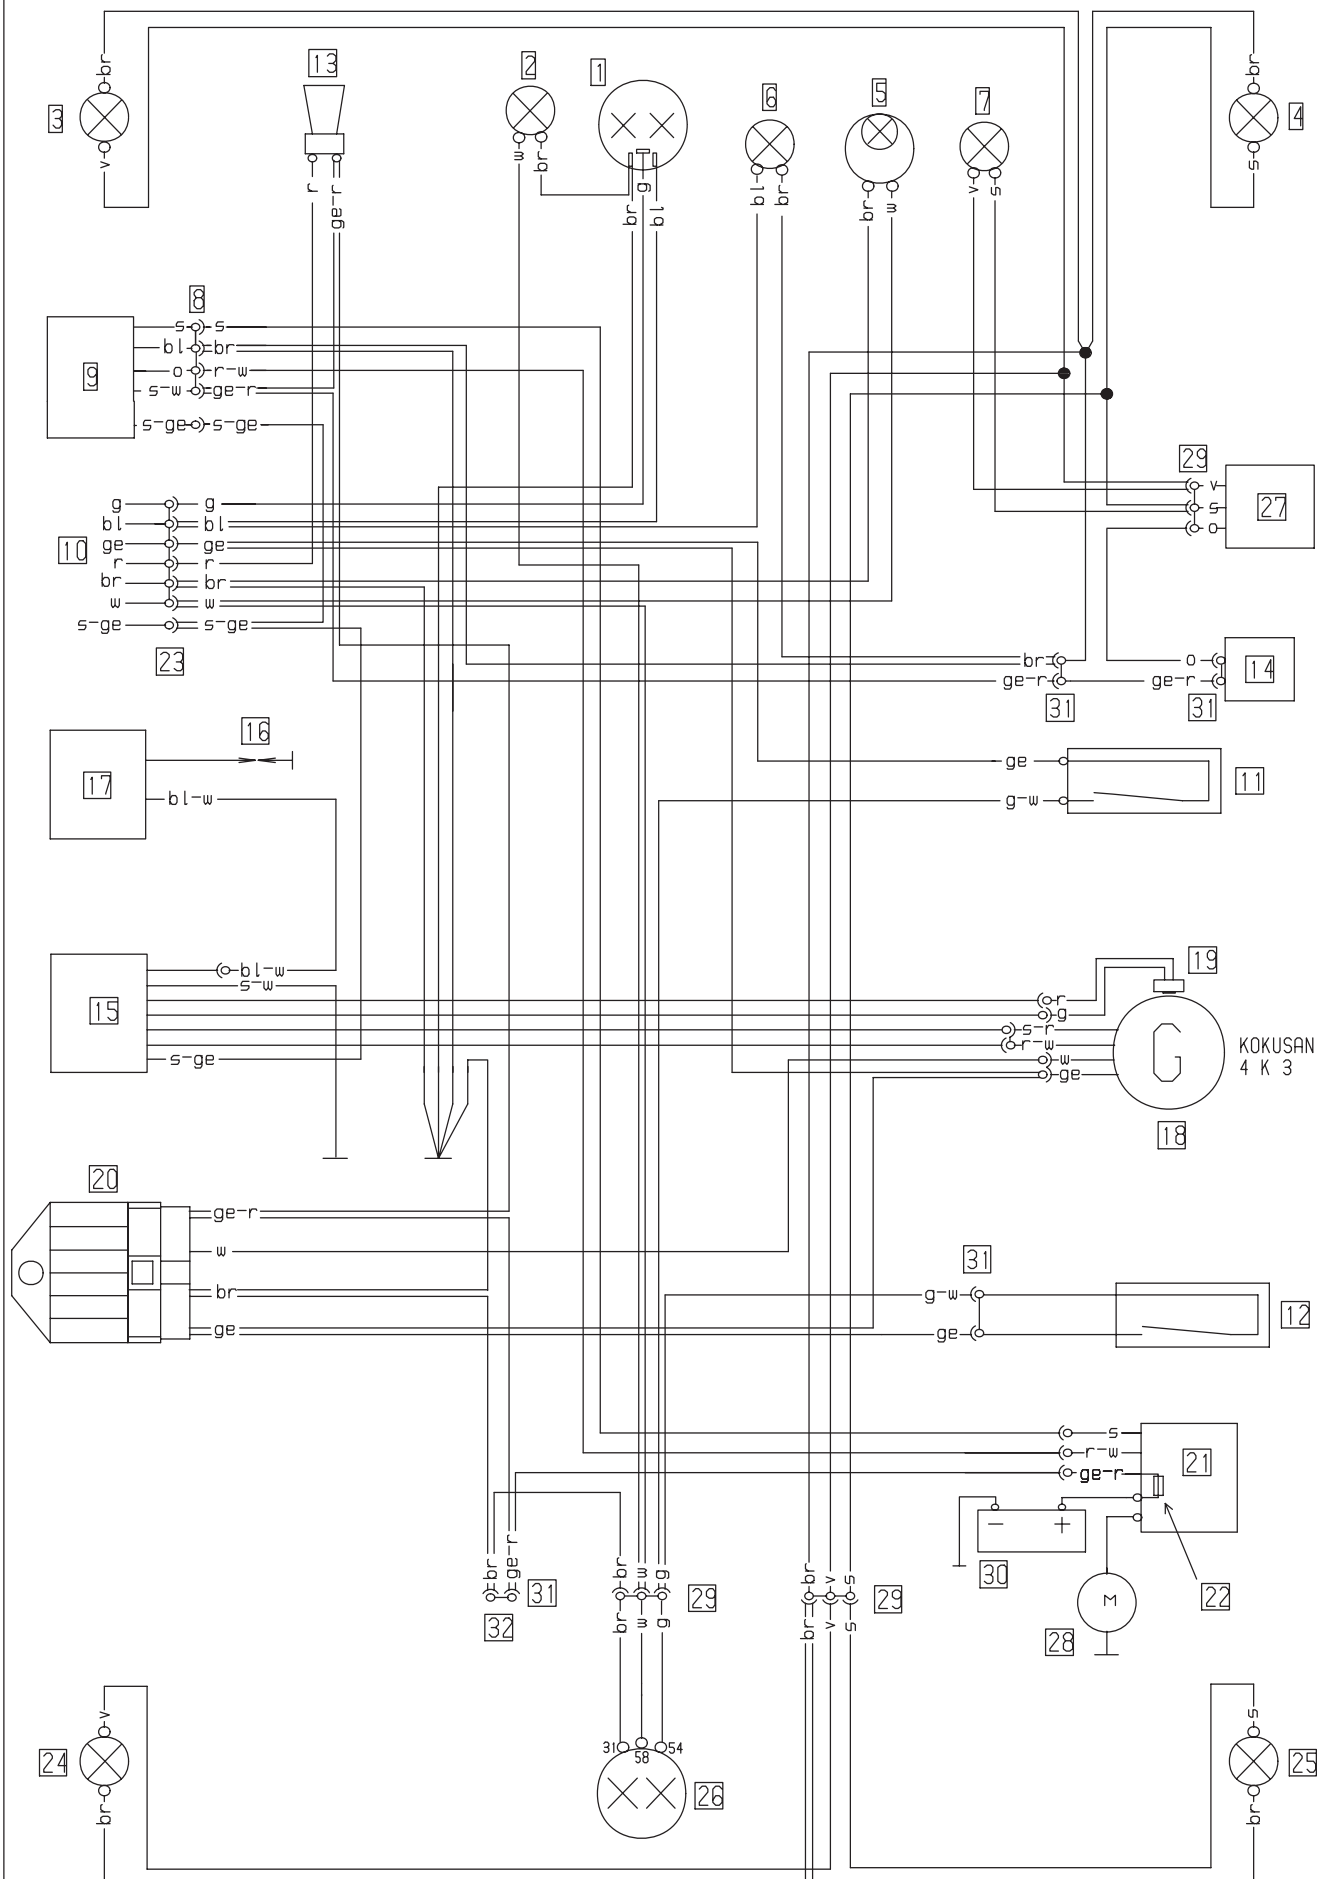 br
13
2
1
6
5
7
br
3
4
v
s
w
br
r
ge-r
br
g
bl
bl
br
br
w
v
s
8
9
s
s
bl
br
o
r-w
s-w
ge-r
s-ge
s-ge
29
v
s
o
27
10
g
g
bl
bl
ge
ge
r
r
br
br
w
w
s-ge
s-ge
23
br
ge-r
31
o
ge-r
31
14
16
17
bl-w
ge
g-w
11
15
bl-w
s-w
s-ge
r
g
s-r
r-w
w
ge
19
G
KOKUSAN
4 K 3
18
20
ge-r
w
br
ge
31
g-w
ge
12
s
r-w
ge-r
21
-
+
30
22
M
28
br
ge-r
31
32
br
w
g
29
br
w
g
br
v
s
29
br
v
s
v
24
br
31
58
54
26
s
25
br